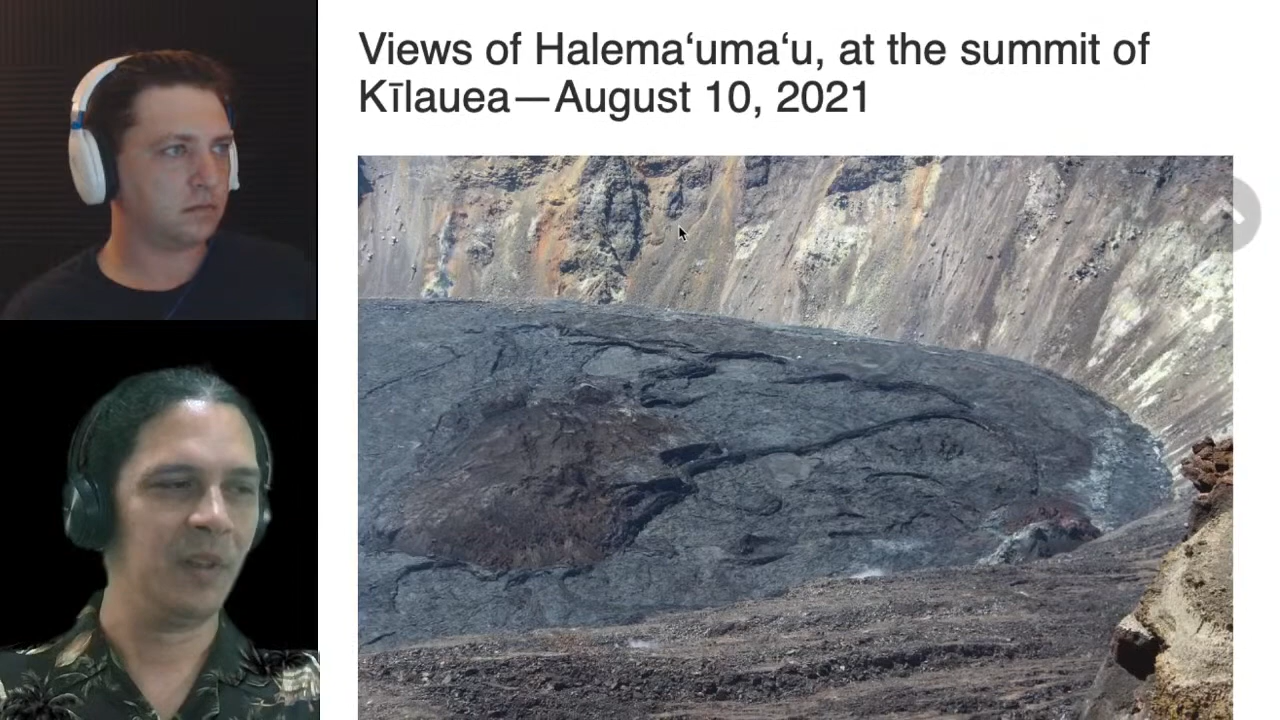 Views of Halemaʻumaʻu, at the summit of
Kīlauea—August 10, 2021